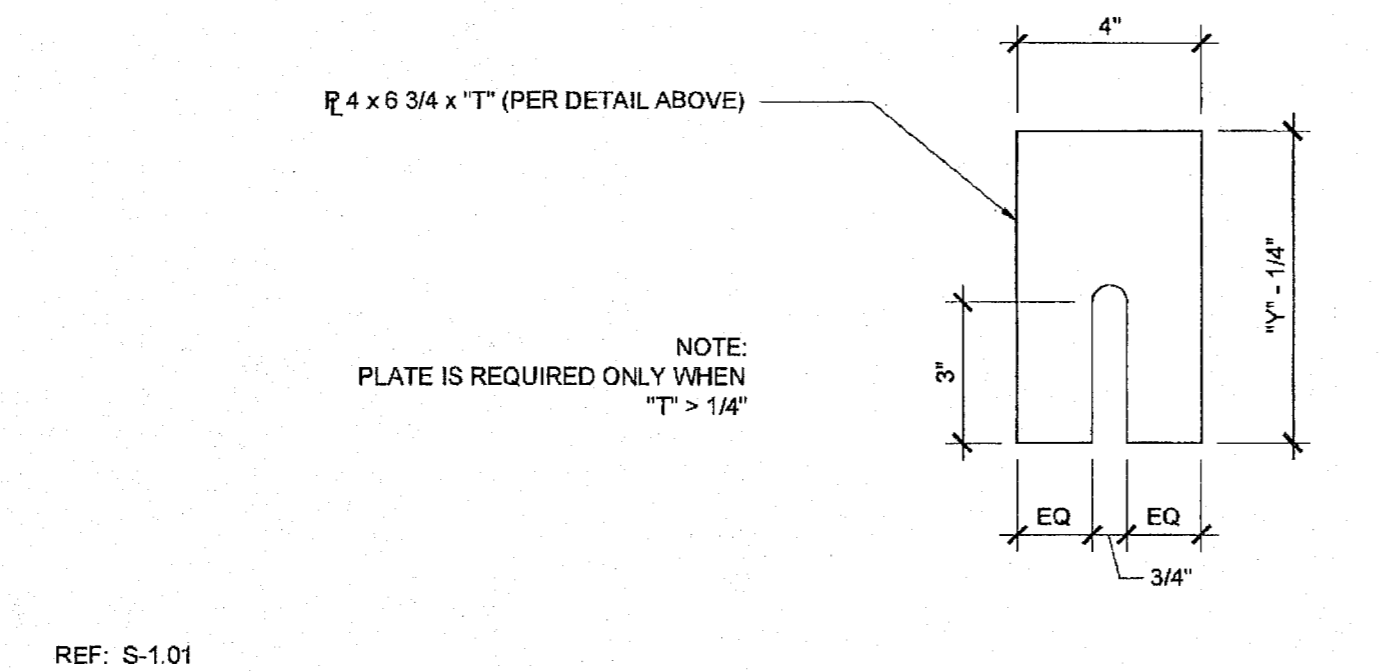 4"
℄ 4 x 6 3/4 x "T" (PER DETAIL ABOVE)
"Y" - 1/4"
3"
NOTE:
PLATE IS REQUIRED ONLY WHEN
"T" > 1/4"
EQ
EQ
3/4"
REF: S-1.01